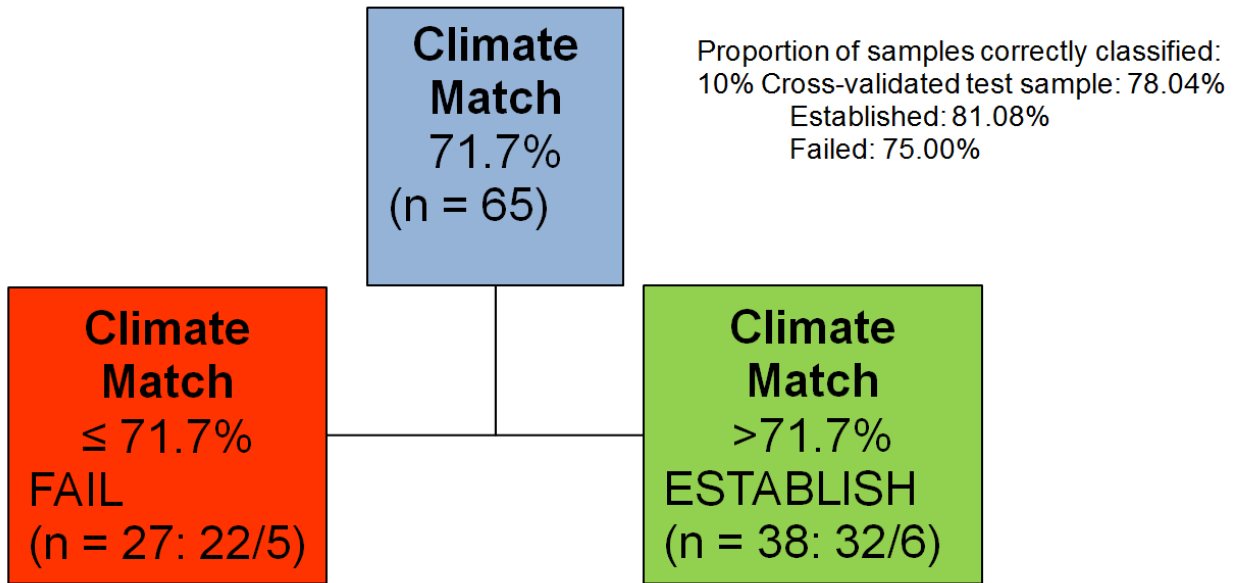 Climate
Match
71.7%
(n = 65)
Proportion of samples correctly classified:
10% Cross-validated test sample: 78.04%
Established: 81.08%
Failed: 75.00%
Climate
Match
≤ 71.7%
FAIL
(n = 27: 22/5)
Climate
Match
>71.7%
ESTABLISH
(n = 38: 32/6)